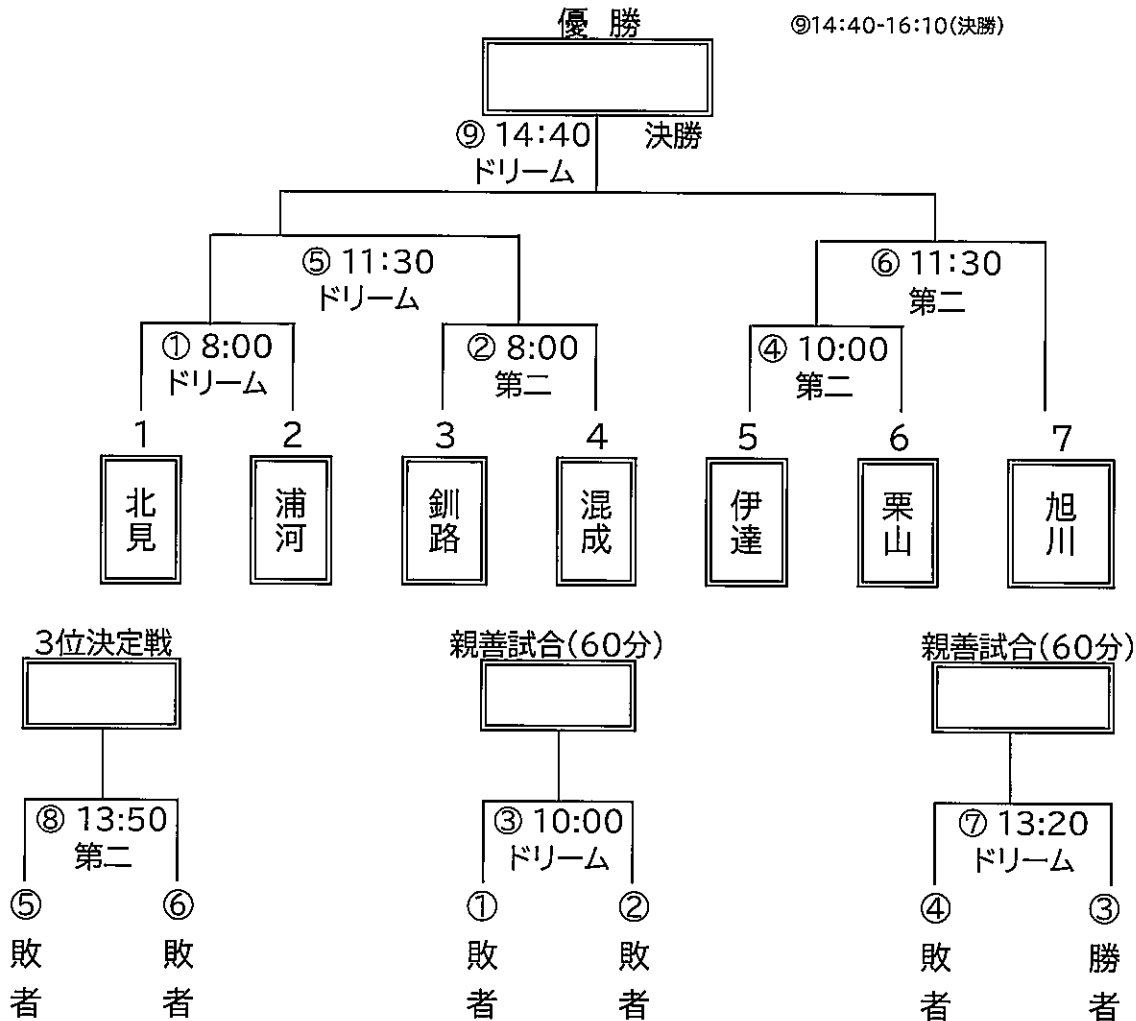 優 勝
⑨14:40-16:10(決勝)
⑨ 14:40 決勝
ドリーム
⑤ 11:30
ドリーム
⑥ 11:30
第二
① 8:00
ドリーム
② 8:00
第二
④ 10:00
第二
1 2 3 4 5 6 7
北見
浦河
釧路
混成
伊達
栗山
旭川
3位決定戦
⑧ 13:50
第二
⑤敗者
⑥敗者
親善試合(60分)
③ 10:00
ドリーム
①敗者
②敗者
親善試合(60分)
⑦ 13:20
ドリーム
④敗者
③勝者